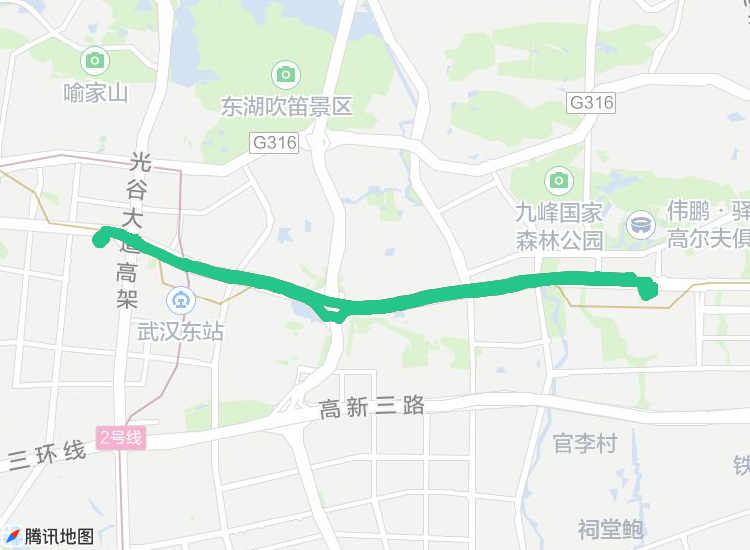 喻家山
东湖吹笛景区
G316
G316
光谷大道高架
九峰国家
森林公园
伟鹏·驿
高尔夫俱
武汉东站
高新三路
2号线
三环线
官李村
铁
祠堂鲍
腾讯地图